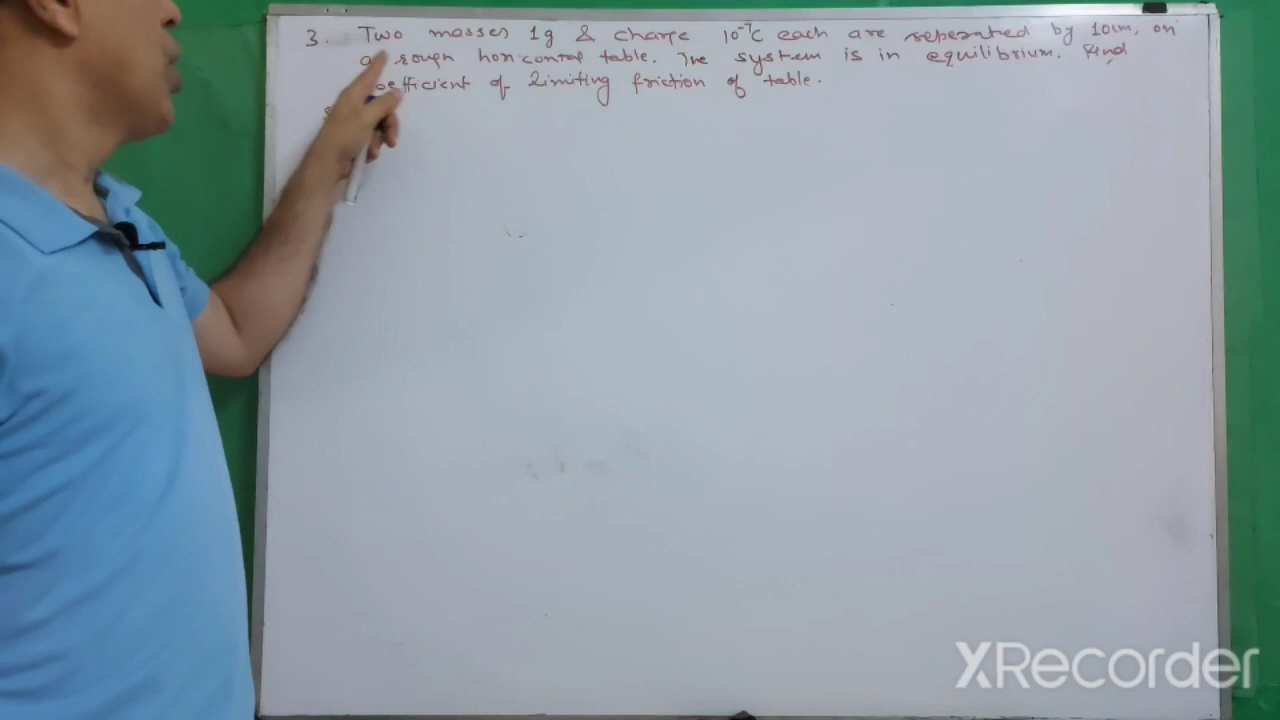 3. Two masses 1g & charge 10⁻⁷C each are seperated by 10cm, on
a rough horizontal table. The system is in equilibrium. Find
coefficient of limiting friction of table.
XRecorder